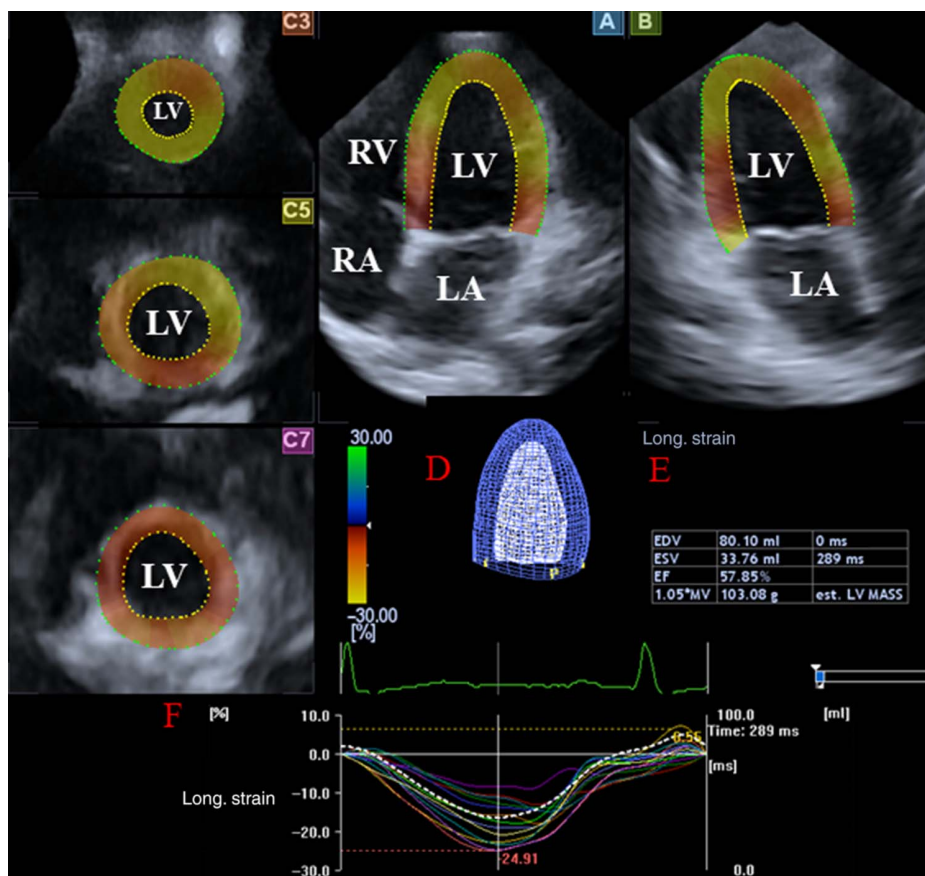 C3
LV
C5
LV
C7
LV
A
RV
LV
RA
LA
B
LV
LA
30.00
-30.00
[%]
D
P
Long. strain
E
EDV 80.10 ml 0 ms
ESV 33.76 ml 289 ms
EF 57.85%
1.05*MV 103.08 g est. LV MASS
F
[%]
10.0
0.0
-10.0
-20.0
-30.0
Long. strain
-24.91
100.0
[ml]
Time: 289 ms
[ms]
0.0